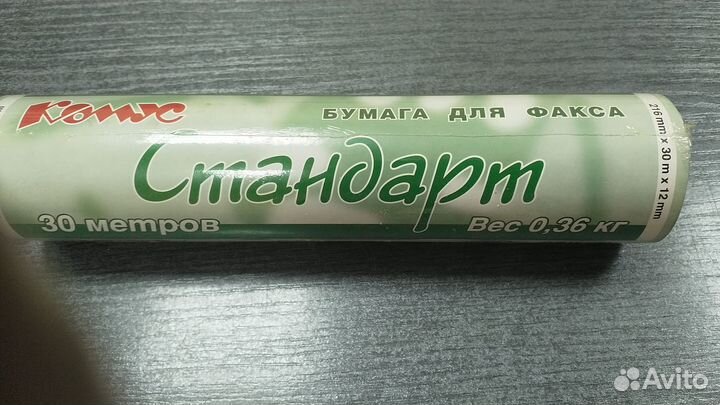 Комус
БУМАГА ДЛЯ ФАКСА
Стандарт
30 метров
Вес 0,36 кг
216 mm x 30 m x 12 mm
Avito